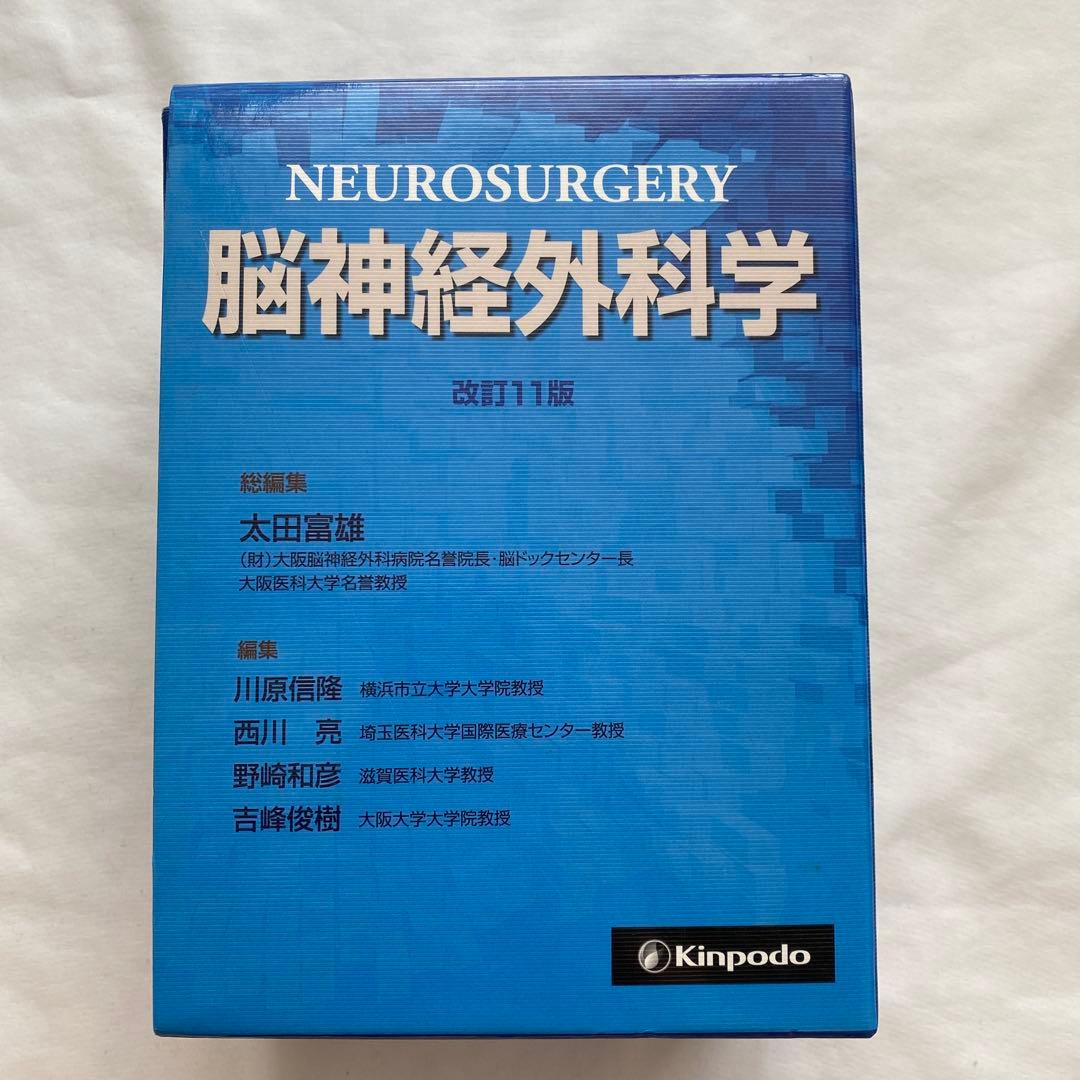 NEUROSURGERY
脳神経外科学
改訂11版
総編集
太田富雄
(財)大阪脳神経外科病院名誉院長・脳ドックセンター長
大阪医科大学名誉教授
編集
川原信隆 横浜市立大学大学院教授
西川 亮 埼玉医科大学国際医療センター教授
野崎和彦 滋賀医科大学教授
吉峰俊樹 大阪大学大学院教授
Kinpodo